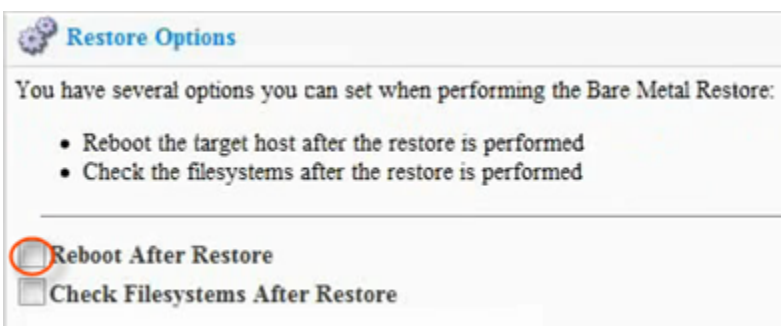 Restore Options
You have several options you can set when performing the Bare Metal Restore:
• Reboot the target host after the restore is performed
• Check the filesystems after the restore is performed
Reboot After Restore
Check Filesystems After Restore